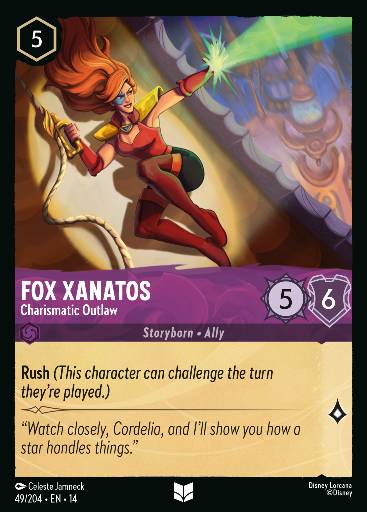 5
FOX XANATOS
Charismatic Outlaw
5
6
Storyborn • Ally
Rush (This character can challenge the turn
they're played.)
"Watch closely, Cordelia, and I'll show you how a
star handles things."
Celeste Jamneck
49/204 • EN • 14
Disney Lorcana
©Disney